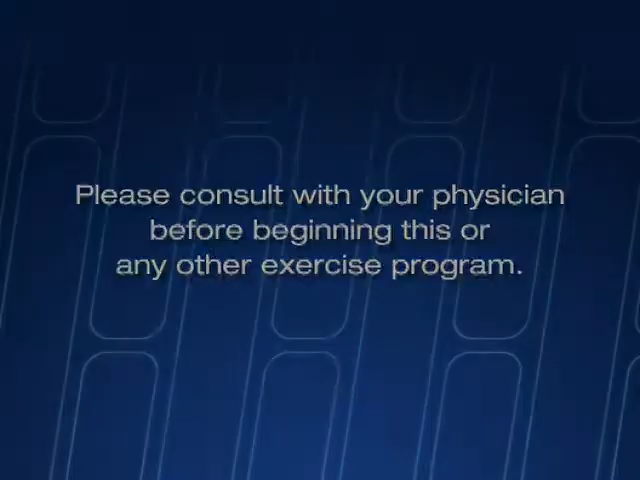 Please consult with your physician
before beginning this or
any other exercise program.